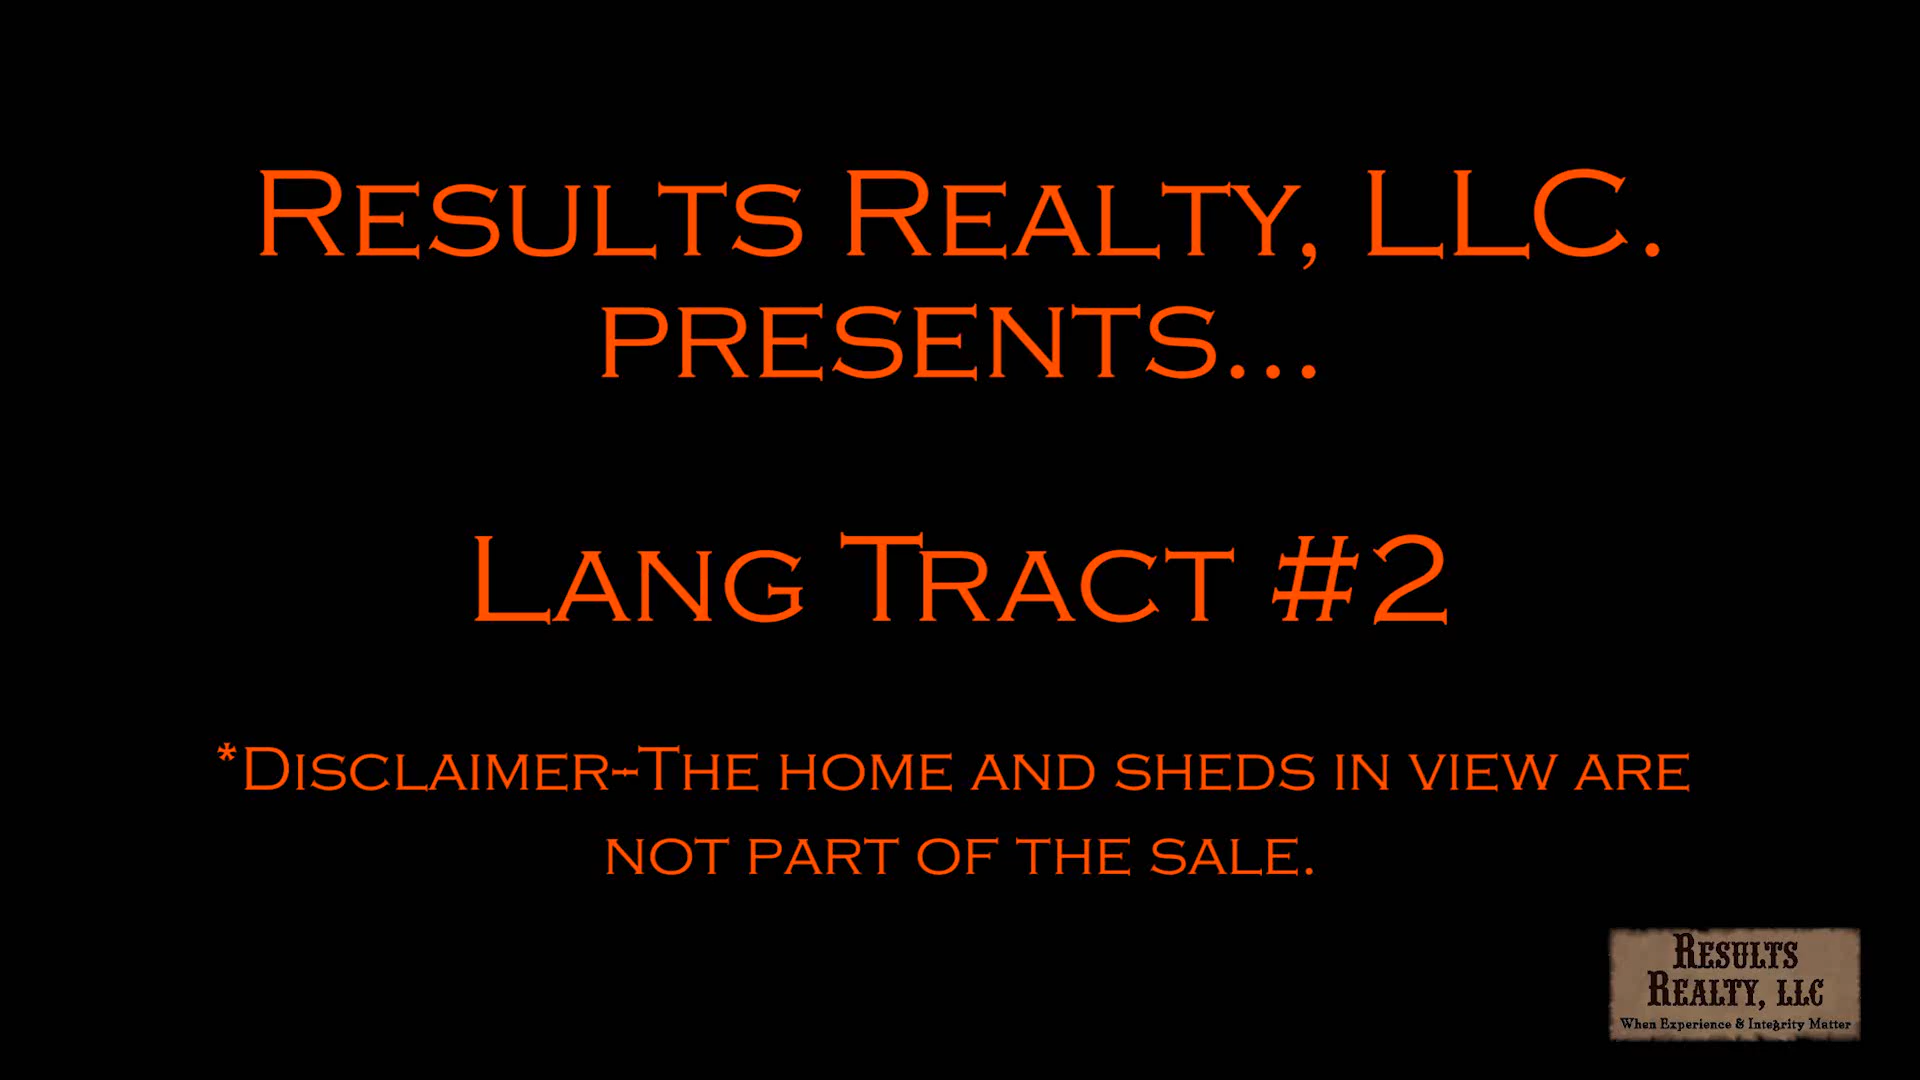 Results Realty, LLC.
presents...
Lang Tract #2
*Disclaimer--The home and sheds in view are
not part of the sale.
Results
Realty, LLC
When Experience & Integrity Matter